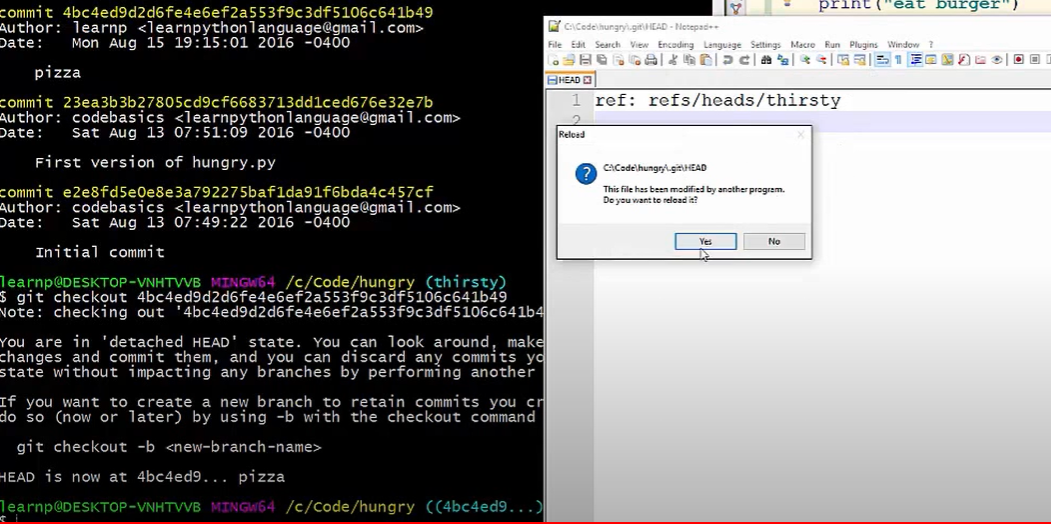 commit 4bc4ed9d2d6fe4e6ef2a553f9c3df5106c641b49
Author: learnp <learnpythonlanguage@gmail.com>
Date: Mon Aug 15 19:15:01 2016 -0400
pizza
commit 23ea3b3b27805cd9cf6683713dd1ced676e32e7b
Author: codebasics <learnpythonlanguage@gmail.com>
Date: Sat Aug 13 07:51:09 2016 -0400
First version of hungry.py
commit e2e8fd5e0e8e3a792275baf1da91f6bda4c457cf
Author: codebasics <learnpythonlanguage@gmail.com>
Date: Sat Aug 13 07:49:22 2016 -0400
Initial commit
learnp@DESKTOP-VNHTVVB MINGW64 /c/Code/hungry (thirsty)
$ git checkout 4bc4ed9d2d6fe4e6ef2a553f9c3df5106c641b49
Note: checking out '4bc4ed9d2d6fe4e6ef2a553f9c3df5106c641b4
You are in 'detached HEAD' state. You can look around, make
changes and commit them, and you can discard any commits yo
state without impacting any branches by performing another
If you want to create a new branch to retain commits you cr
do so (now or later) by using -b with the checkout command
git checkout -b <new-branch-name>
HEAD is now at 4bc4ed9... pizza
learnp@DESKTOP-VNHTVVB MINGW64 /c/Code/hungry ((4bc4ed9...)
$
print("eat burger")
C:\Code\hungry\.git\HEAD - Notepad++
File Edit Search View Encoding Language Settings Macro Run Plugins Window ?
HEAD
1 ref: refs/heads/thirsty
2
Reload
C:\Code\hungry\.git\HEAD
This file has been modified by another program.
Do you want to reload it?
Yes No